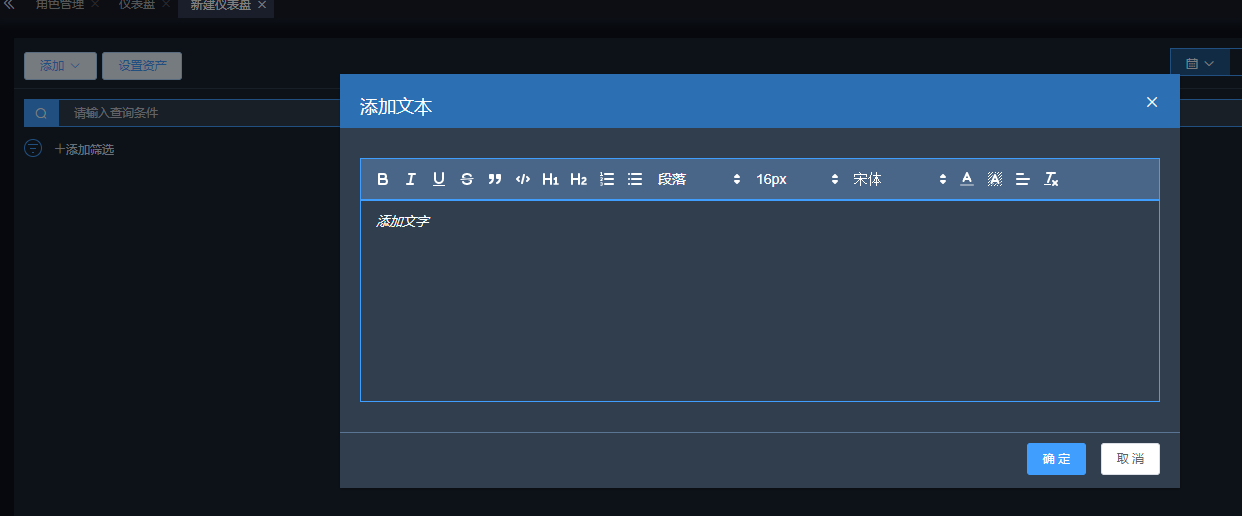 角色管理 仪表盘 新建仪表盘
添加 设置资产
请输入查询条件
添加筛选
添加文本
B I U S H1 H2 段落 16px 宋体 A A Tx
添加文字
确定 取消